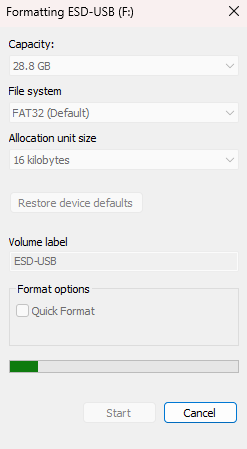 Formatting ESD-USB (F:)
Capacity:
28.8 GB
File system
FAT32 (Default)
Allocation unit size
16 kilobytes
Restore device defaults
Volume label
ESD-USB
Format options
Quick Format
Start
Cancel